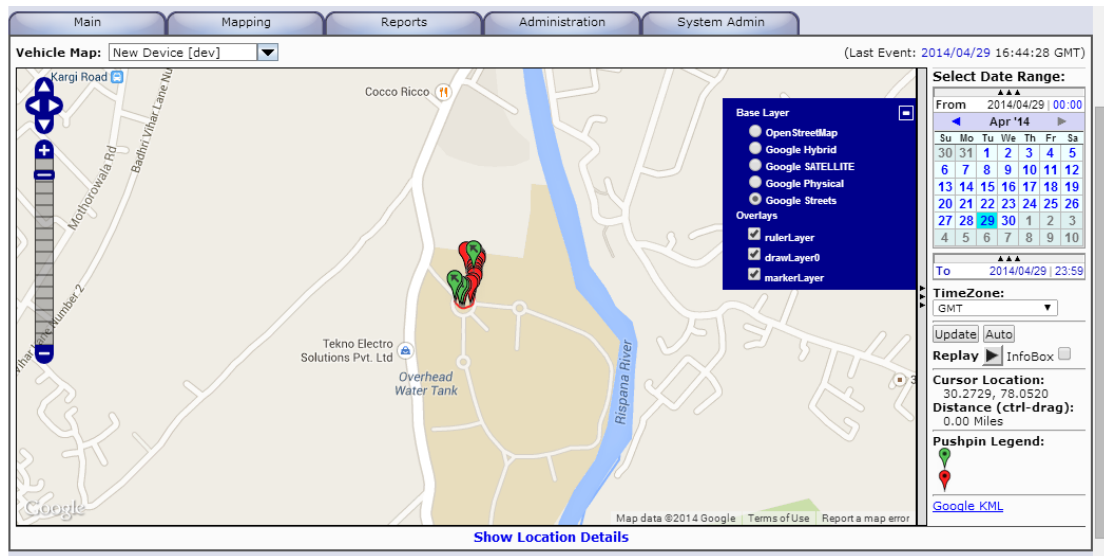 Main Mapping Reports Administration System Admin
Vehicle Map: New Device [dev] (Last Event: 2014/04/29 16:44:28 GMT)
Kargi Road
Badhri Vihar Lane Nu
Mothorowala Rd
Vihar Lane Number 2
Cocco Ricco
Tekno Electro
Solutions Pvt. Ltd
Overhead
Water Tank
Rispana River
3
Base Layer
OpenStreetMap
Google Hybrid
Google SATELLITE
Google Physical
Google Streets
Overlays
rulerLayer
drawLayer0
markerLayer
Google
Map data ©2014 Google Terms of Use Report a map error
Show Location Details
Select Date Range:
From 2014/04/29 | 00:00
Apr '14
Su Mo Tu We Th Fr Sa
30 31 1 2 3 4 5
6 7 8 9 10 11 12
13 14 15 16 17 18 19
20 21 22 23 24 25 26
27 28 29 30 1 2 3
4 5 6 7 8 9 10
To 2014/04/29 | 23:59
TimeZone:
GMT
Update Auto
Replay InfoBox
Cursor Location:
30.2729, 78.0520
Distance (ctrl-drag):
0.00 Miles
Pushpin Legend:
Google KML